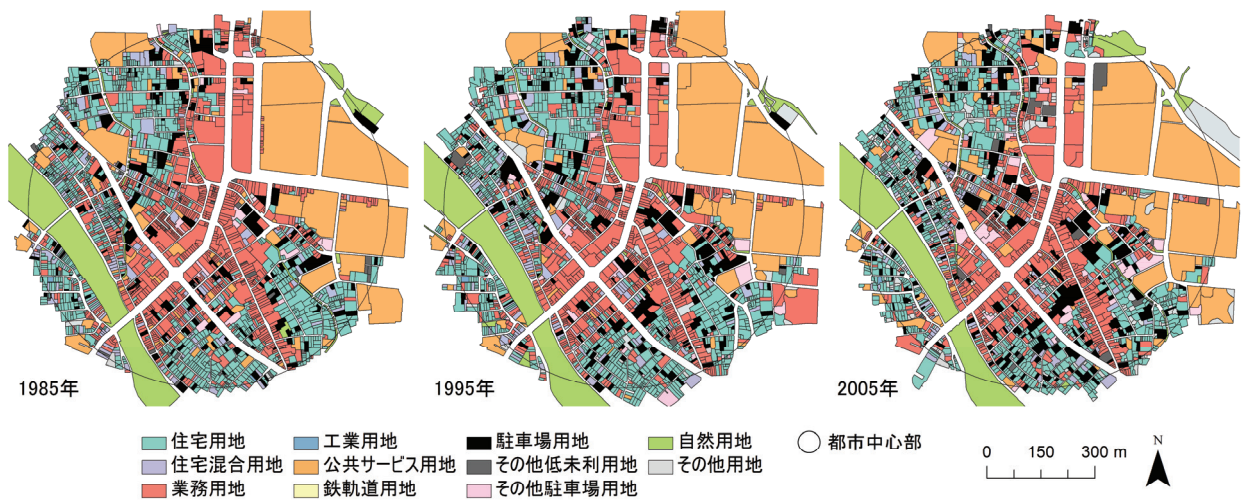 1985年
1995年
2005年
住宅用地
工業用地
駐車場用地
自然用地
都市中心部
住宅混合用地
公共サービス用地
その他低未利用地
その他用地
業務用地
鉄軌道用地
その他駐車場用地
0 150 300 m
N